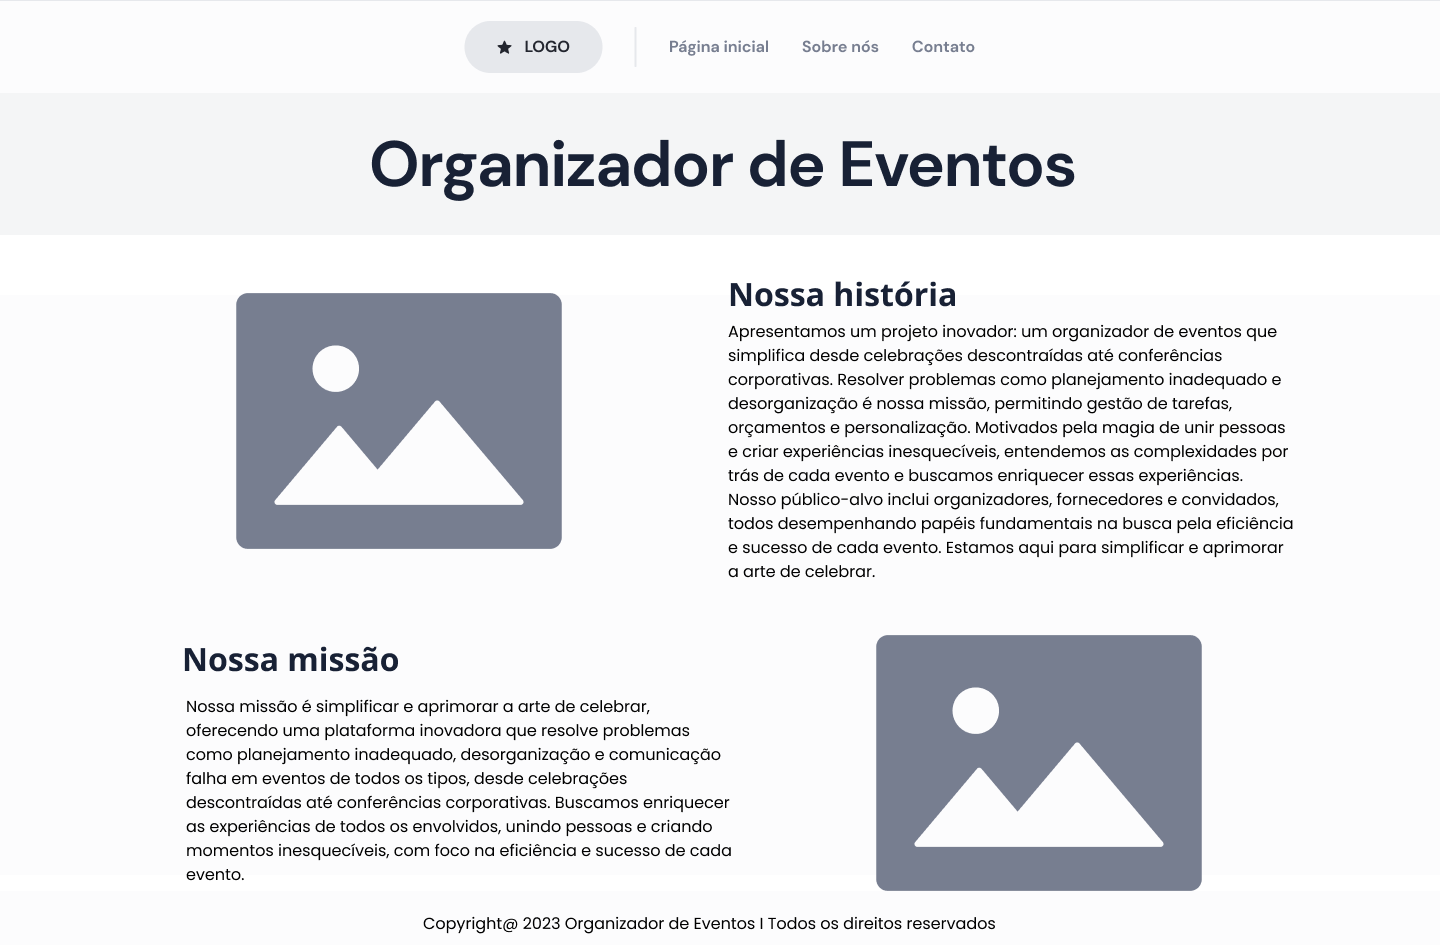 LOGO
Página inicial
Sobre nós
Contato
Organizador de Eventos
Nossa história
Apresentamos um projeto inovador: um organizador de eventos que
simplifica desde celebrações descontraídas até conferências
corporativas. Resolver problemas como planejamento inadequado e
desorganização é nossa missão, permitindo gestão de tarefas,
orçamentos e personalização. Motivados pela magia de unir pessoas
e criar experiências inesquecíveis, entendemos as complexidades por
trás de cada evento e buscamos enriquecer essas experiências.
Nosso público-alvo inclui organizadores, fornecedores e convidados,
todos desempenhando papéis fundamentais na busca pela eficiência
e sucesso de cada evento. Estamos aqui para simplificar e aprimorar
a arte de celebrar.
Nossa missão
Nossa missão é simplificar e aprimorar a arte de celebrar,
oferecendo uma plataforma inovadora que resolve problemas
como planejamento inadequado, desorganização e comunicação
falha em eventos de todos os tipos, desde celebrações
descontraídas até conferências corporativas. Buscamos enriquecer
as experiências de todos os envolvidos, unindo pessoas e criando
momentos inesquecíveis, com foco na eficiência e sucesso de cada
evento.
Copyright@ 2023 Organizador de Eventos I Todos os direitos reservados